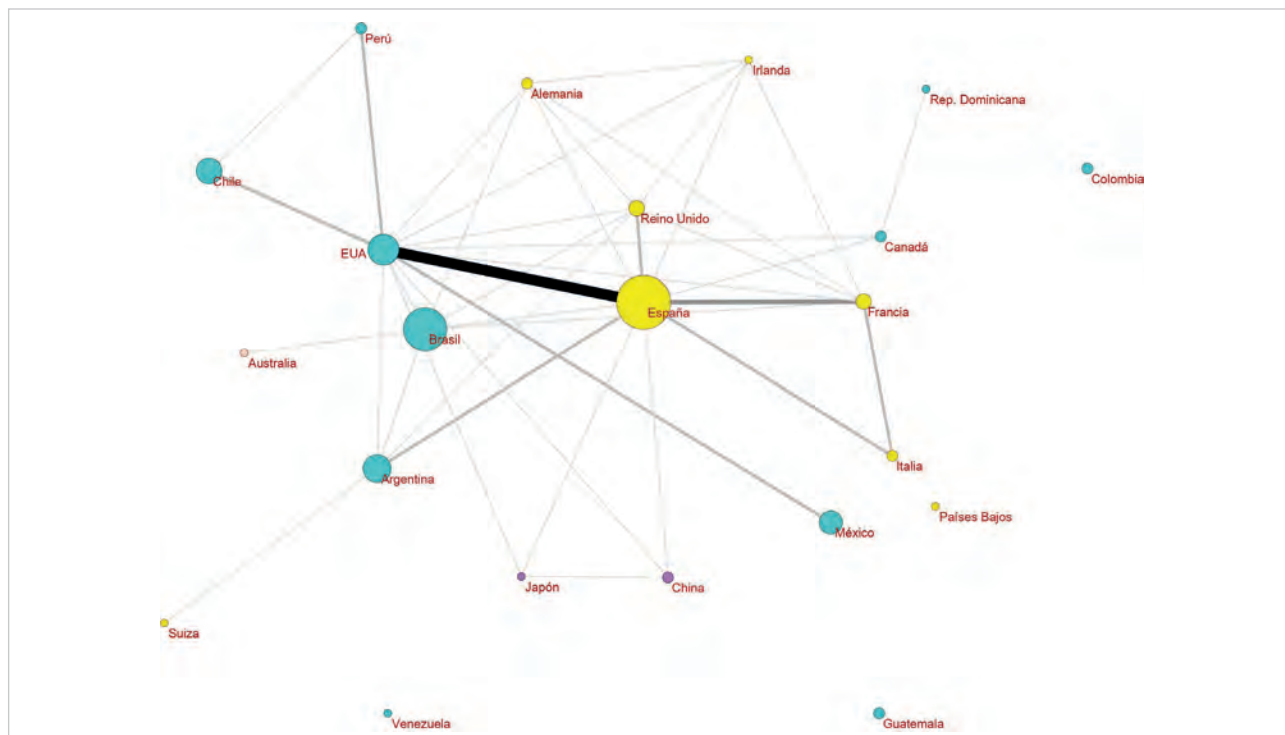 Perú
Irlanda
Alemania
Rep. Dominicana
Colombia
Chile
Reino Unido
Canadá
EUA
España
Francia
Brasil
Australia
Italia
Argentina
Países Bajos
México
Japón
China
Suiza
Venezuela
Guatemala